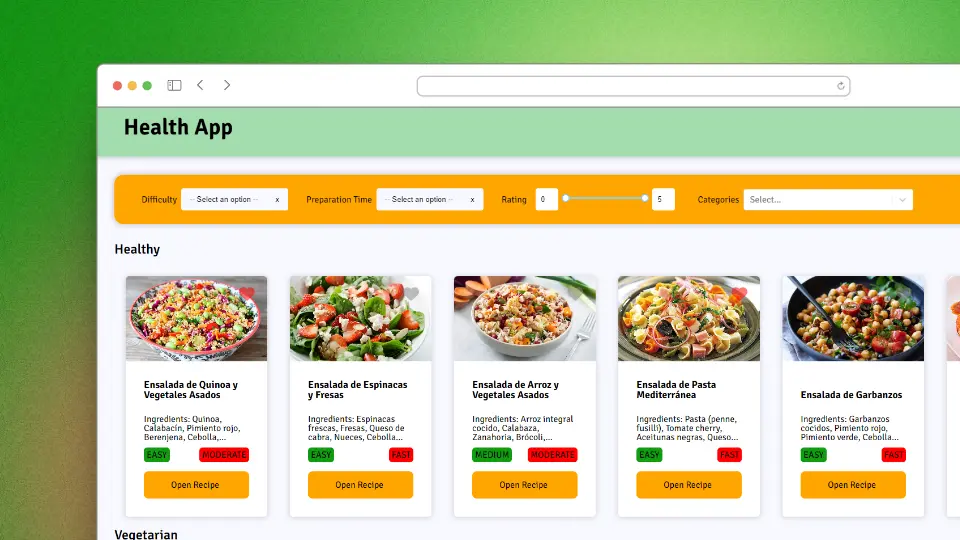 Health App
Difficulty -- Select an option -- x Preparation Time -- Select an option -- x Rating 0 5 Categories Select...
Healthy
Ensalada de Quinoa y
Vegetales Asados
Ingredients: Quinoa,
Calabacín, Pimiento rojo,
Berenjena, Cebolla,...
EASY MODERATE
Open Recipe
Ensalada de Espinacas
y Fresas
Ingredients: Espinacas
frescas, Fresas, Queso de
cabra, Nueces, Cebolla...
EASY FAST
Open Recipe
Ensalada de Arroz y
Vegetales Asados
Ingredients: Arroz integral
cocido, Calabaza,
Zanahoria, Brócoli,...
MEDIUM MODERATE
Open Recipe
Ensalada de Pasta
Mediterránea
Ingredients: Pasta (penne,
fusilli), Tomate cherry,
Aceitunas negras, Queso...
EASY FAST
Open Recipe
Ensalada de Garbanzos
Ingredients: Garbanzos
cocidos, Pimiento rojo,
Pimiento verde, Cebolla...
EASY FAST
Open Recipe
Vegetarian